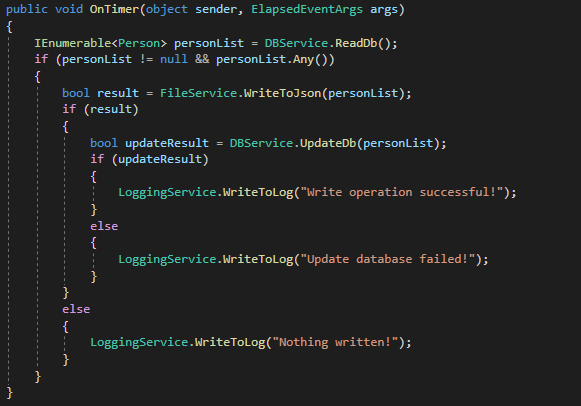 public void OnTimer(object sender, ElapsedEventArgs args)
{
    IEnumerable<Person> personList = DBService.ReadDb();
    if (personList != null && personList.Any())
    {
        bool result = FileService.WriteToJson(personList);
        if (result)
        {
            bool updateResult = DBService.UpdateDb(personList);
            if (updateResult)
            {
                LoggingService.WriteToLog("Write operation successful!");
            }
            else
            {
                LoggingService.WriteToLog("Update database failed!");
            }
        }
        else
        {
            LoggingService.WriteToLog("Nothing written!");
        }
    }
}